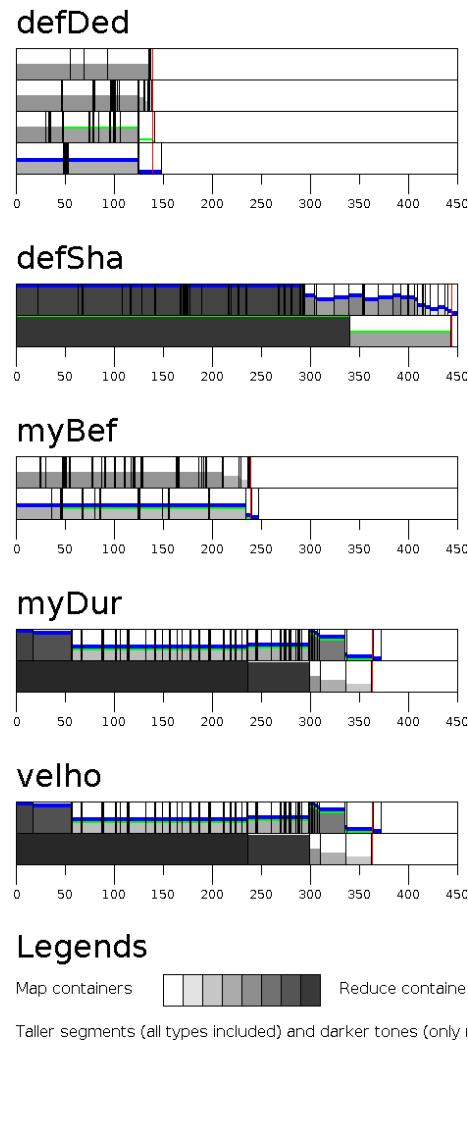 defDed
0 50 100 150 200 250 300 350 400 450
defSha
0 50 100 150 200 250 300 350 400 450
myBef
0 50 100 150 200 250 300 350 400 450
myDur
0 50 100 150 200 250 300 350 400 450
velho
0 50 100 150 200 250 300 350 400 450
Legends
Map containers Reduce containe
Taller segments (all types included) and darker tones (only